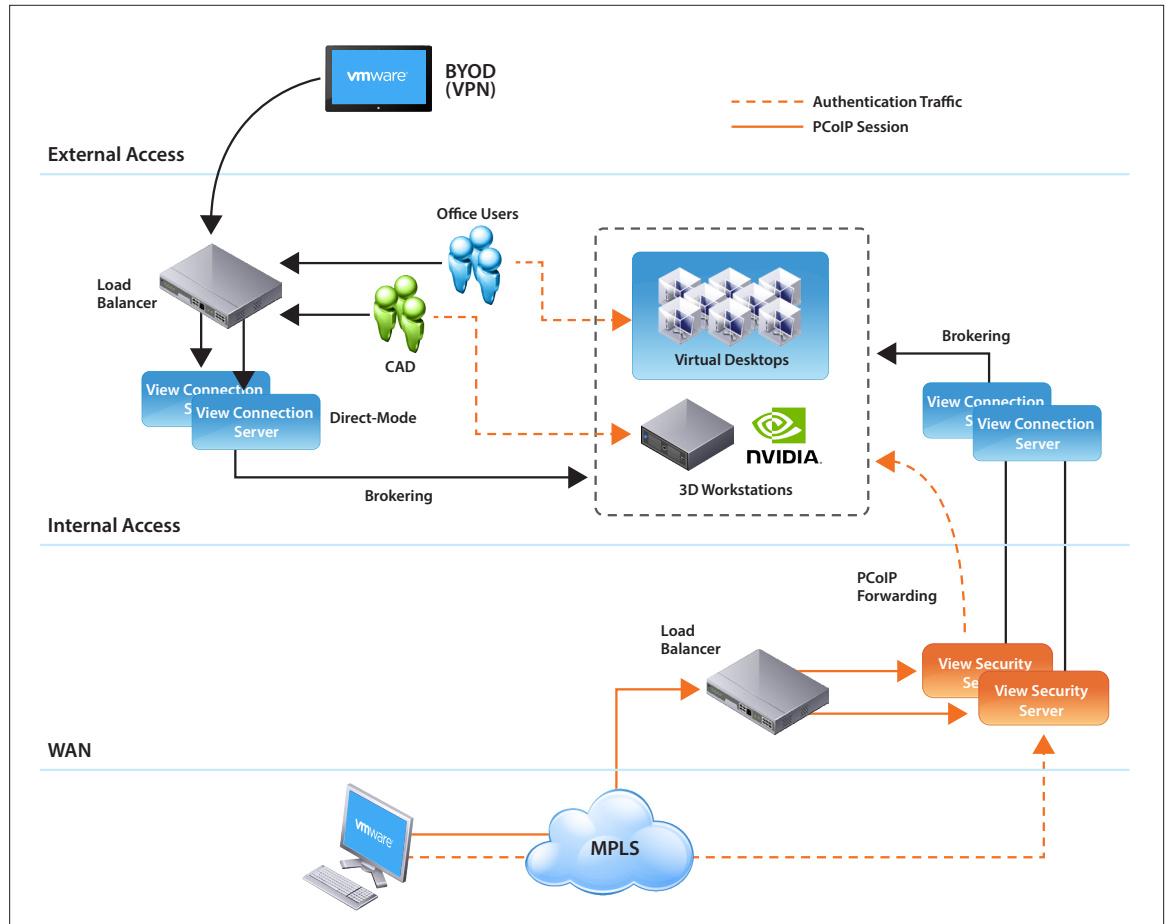 vmware
BYOD
(VPN)
Authentication Traffic
PCoIP Session
External Access
Office Users
Load
Balancer
CAD
Virtual Desktops
Brokering
View Connection
View Connection
Server
Direct-Mode
View Connection
View Connection
Server
NVIDIA.
3D Workstations
Brokering
Internal Access
PCoIP
Forwarding
Load
Balancer
View Security
View Security
Server
WAN
vmware
MPLS